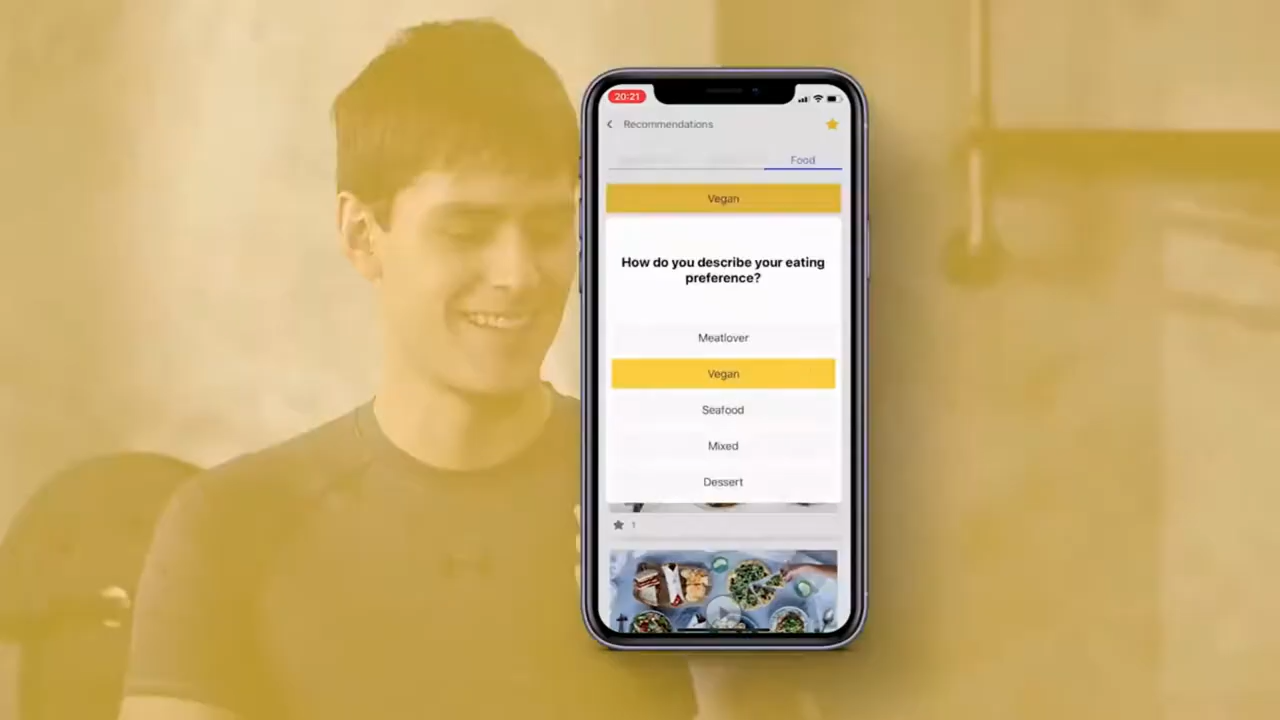 20:21
Recommendations
Food
Vegan
How do you describe your eating
preference?
Meatlover
Vegan
Seafood
Mixed
Dessert
1